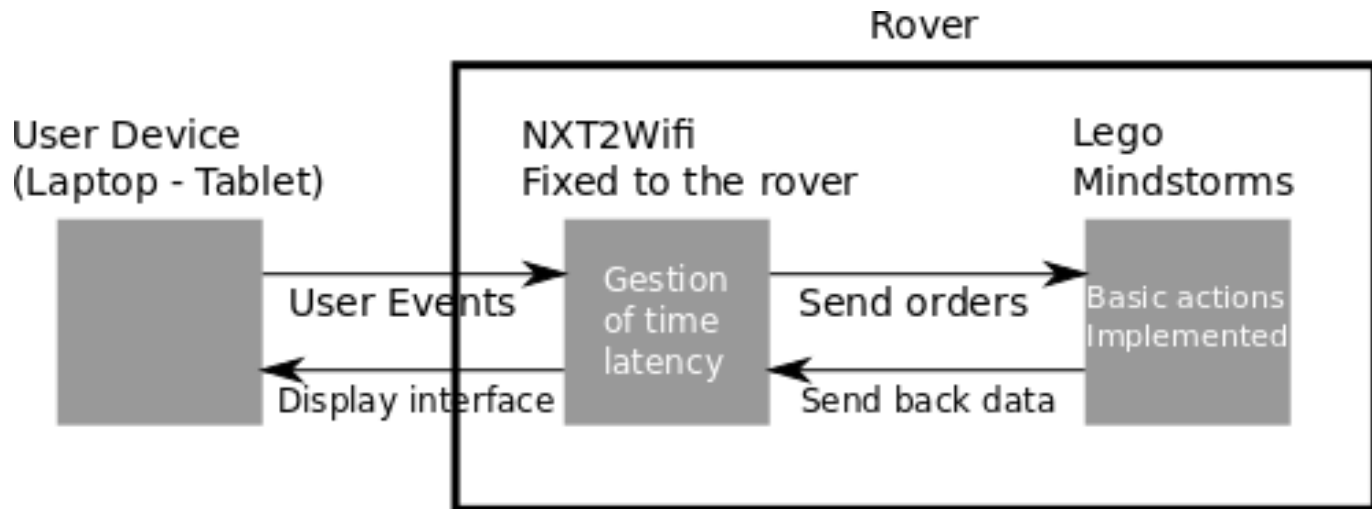 Rover
User Device
(Laptop - Tablet)
NXT2Wifi
Fixed to the rover
Lego
Mindstorms
User Events
Display interface
Gestion
of time
latency
Send orders
Send back data
Basic actions
Implemented